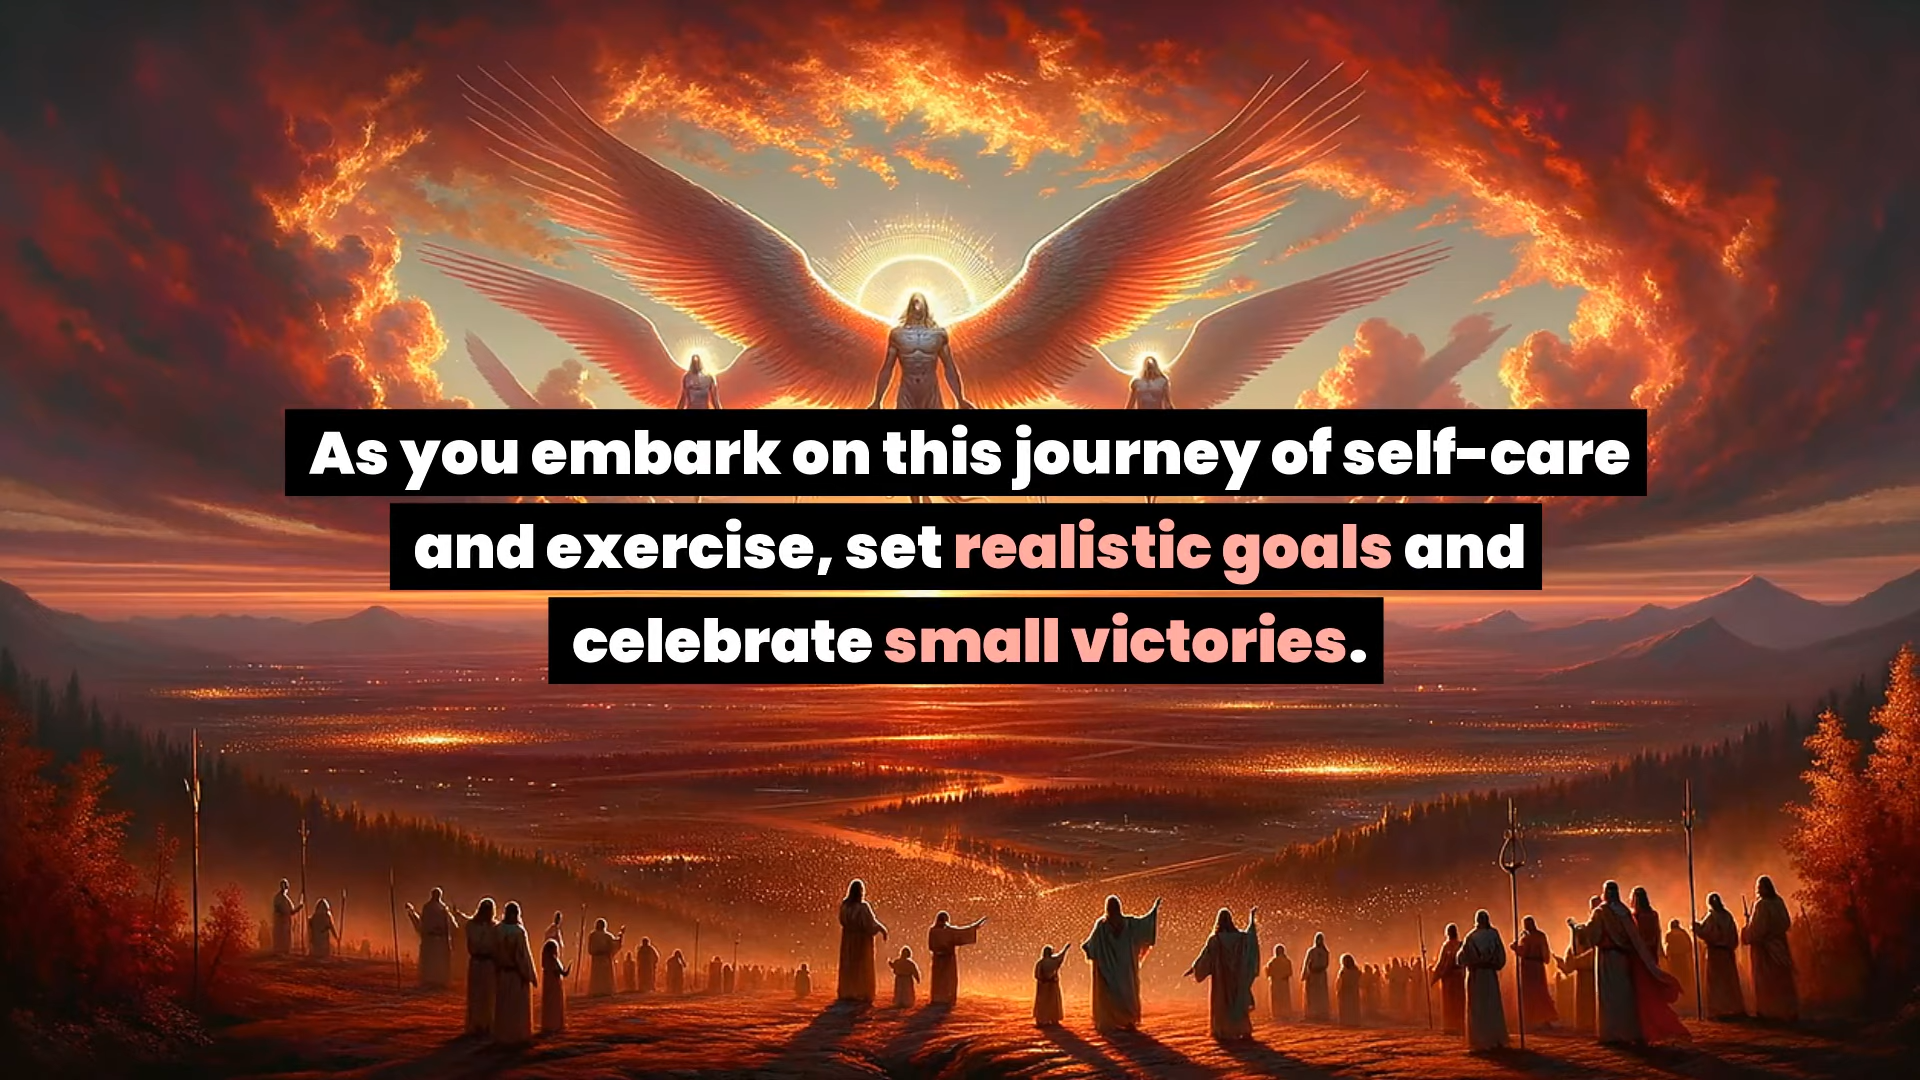 As you embark on this journey of self-care
and exercise, set realistic goals and
celebrate small victories.